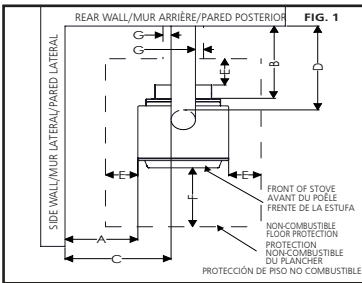 REAR WALL/MUR ARRIÈRE/PARED POSTERIOR
FIG. 1
SIDE WALL/MUR LATERAL/PARED LATERAL
G
G
E
B
D
E
E
F
A
C
FRONT OF STOVE
AVANT DU POÊLE
FRENTE DE LA ESTUFA
NON-COMBUSTIBLE
FLOOR PROTECTION
PROTECTION
NON-COMBUSTIBLE
DU PLANCHER
PROTECCIÓN DE PISO NO COMBUSTIBLE